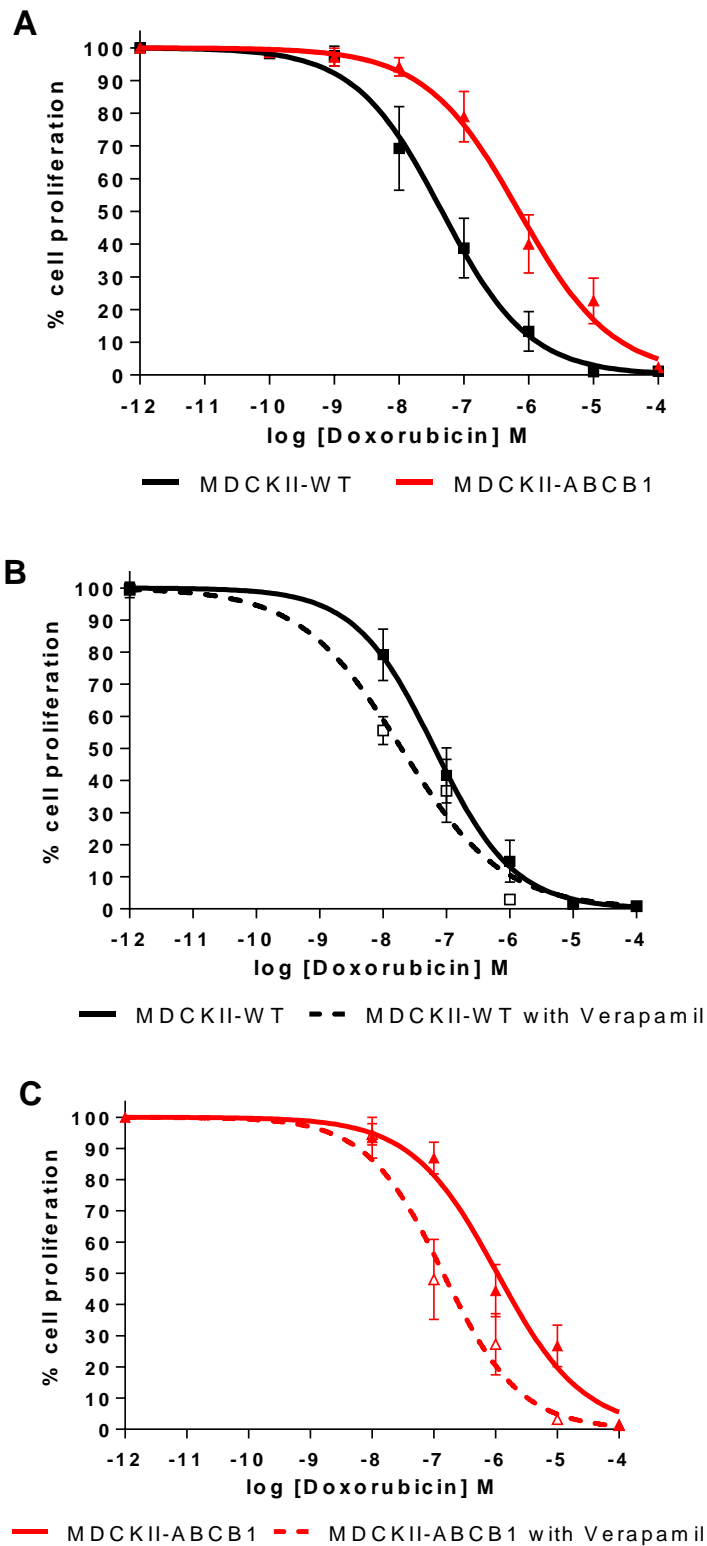 A
% cell proliferation
100
90
80
70
60
50
40
30
20
10
0
-12 -11 -10 -9 -8 -7 -6 -5 -4
log [Doxorubicin] M
MDCKII-WT MDCKII-ABCB1
B
% cell proliferation
100
90
80
70
60
50
40
30
20
10
0
-12 -11 -10 -9 -8 -7 -6 -5 -4
log [Doxorubicin] M
MDCKII-WT MDCKII-WT with Verapamil
C
% cell proliferation
100
90
80
70
60
50
40
30
20
10
0
-12 -11 -10 -9 -8 -7 -6 -5 -4
log [Doxorubicin] M
MDCKII-ABCB1 MDCKII-ABCB1 with Verapamil